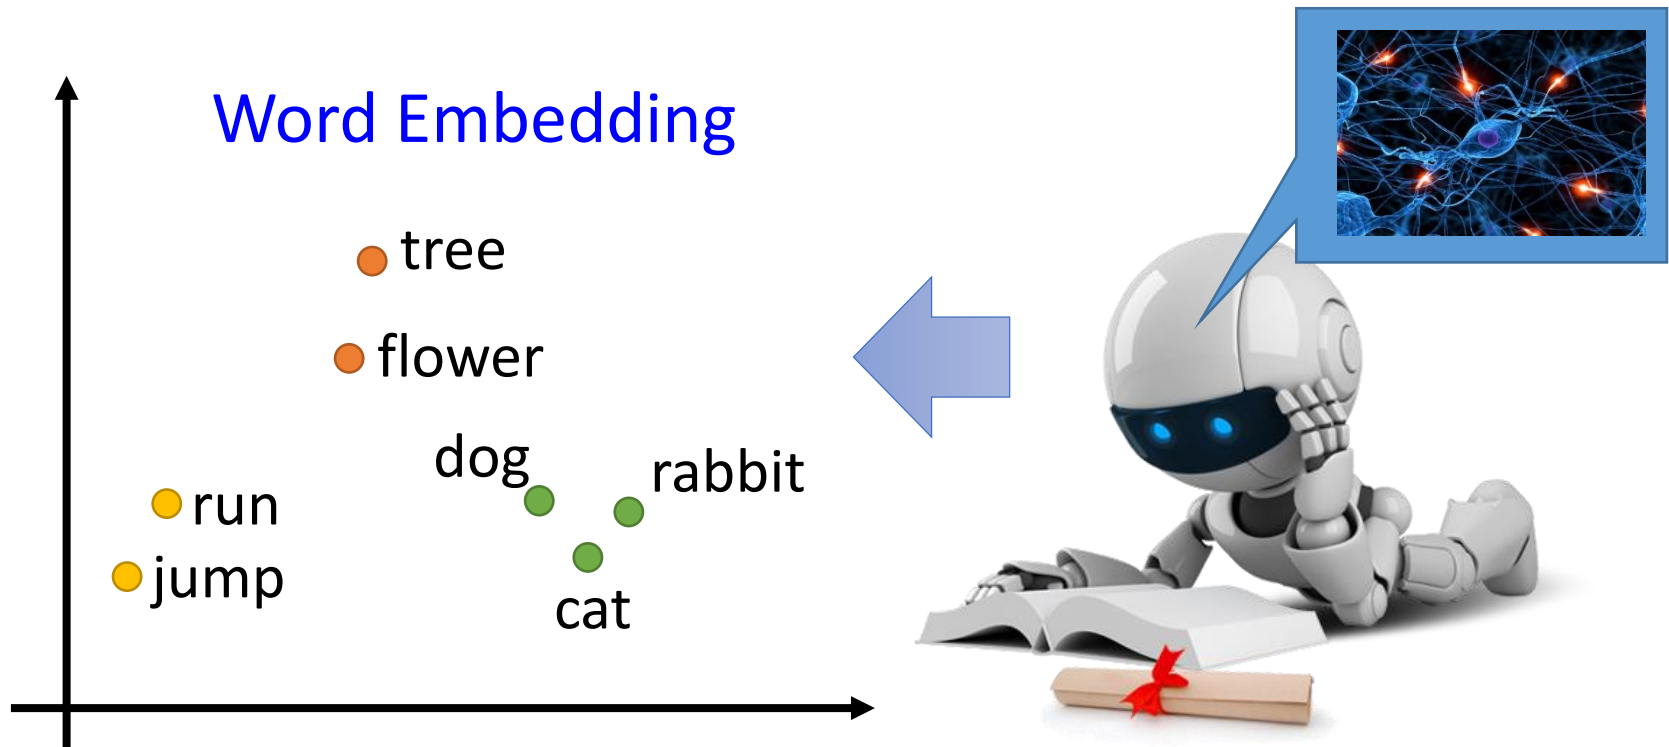 Word Embedding
tree
flower
dog
rabbit
run
jump
cat